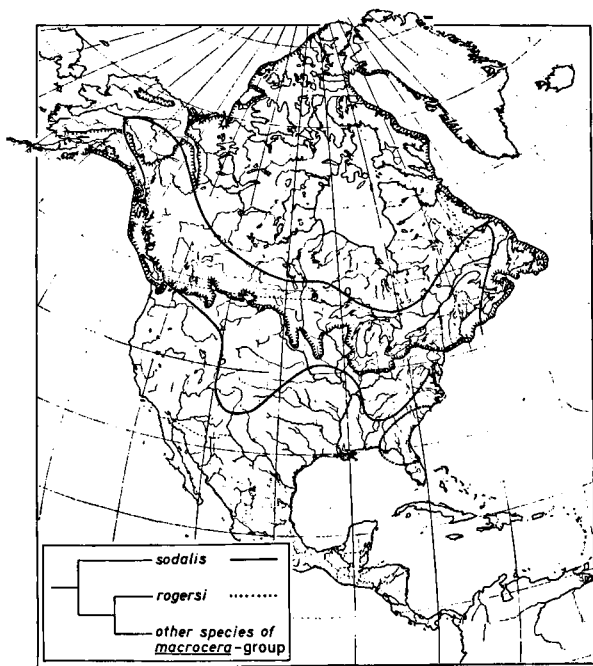 sodalis
rogersi
other species of
macrocera-group